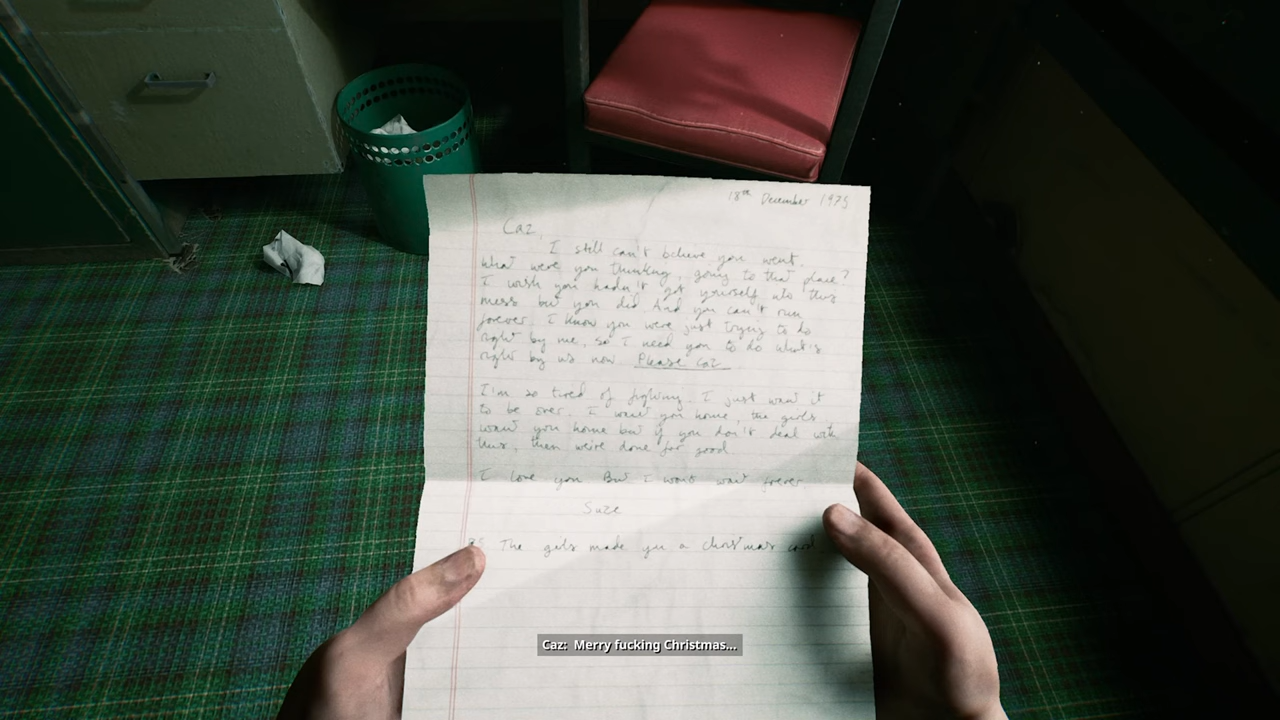 18th December 1975
Caz,
I still can't believe you went.
What were you thinking, going to that place?
I wish you hadn't got yourself into this
mess but you did. And you can't run
forever. I know you were just trying to do
right by me, so I need you to do what's
right by us now. Please Caz
I'm so tired of fighting. I just want it
to be over. I want you home, the girls
want you home but if you don't deal with
this, then we're done for good
I love you But I won't wait forever
Suze
PS The girls made you a christmas card
Caz: Merry fucking Christmas...